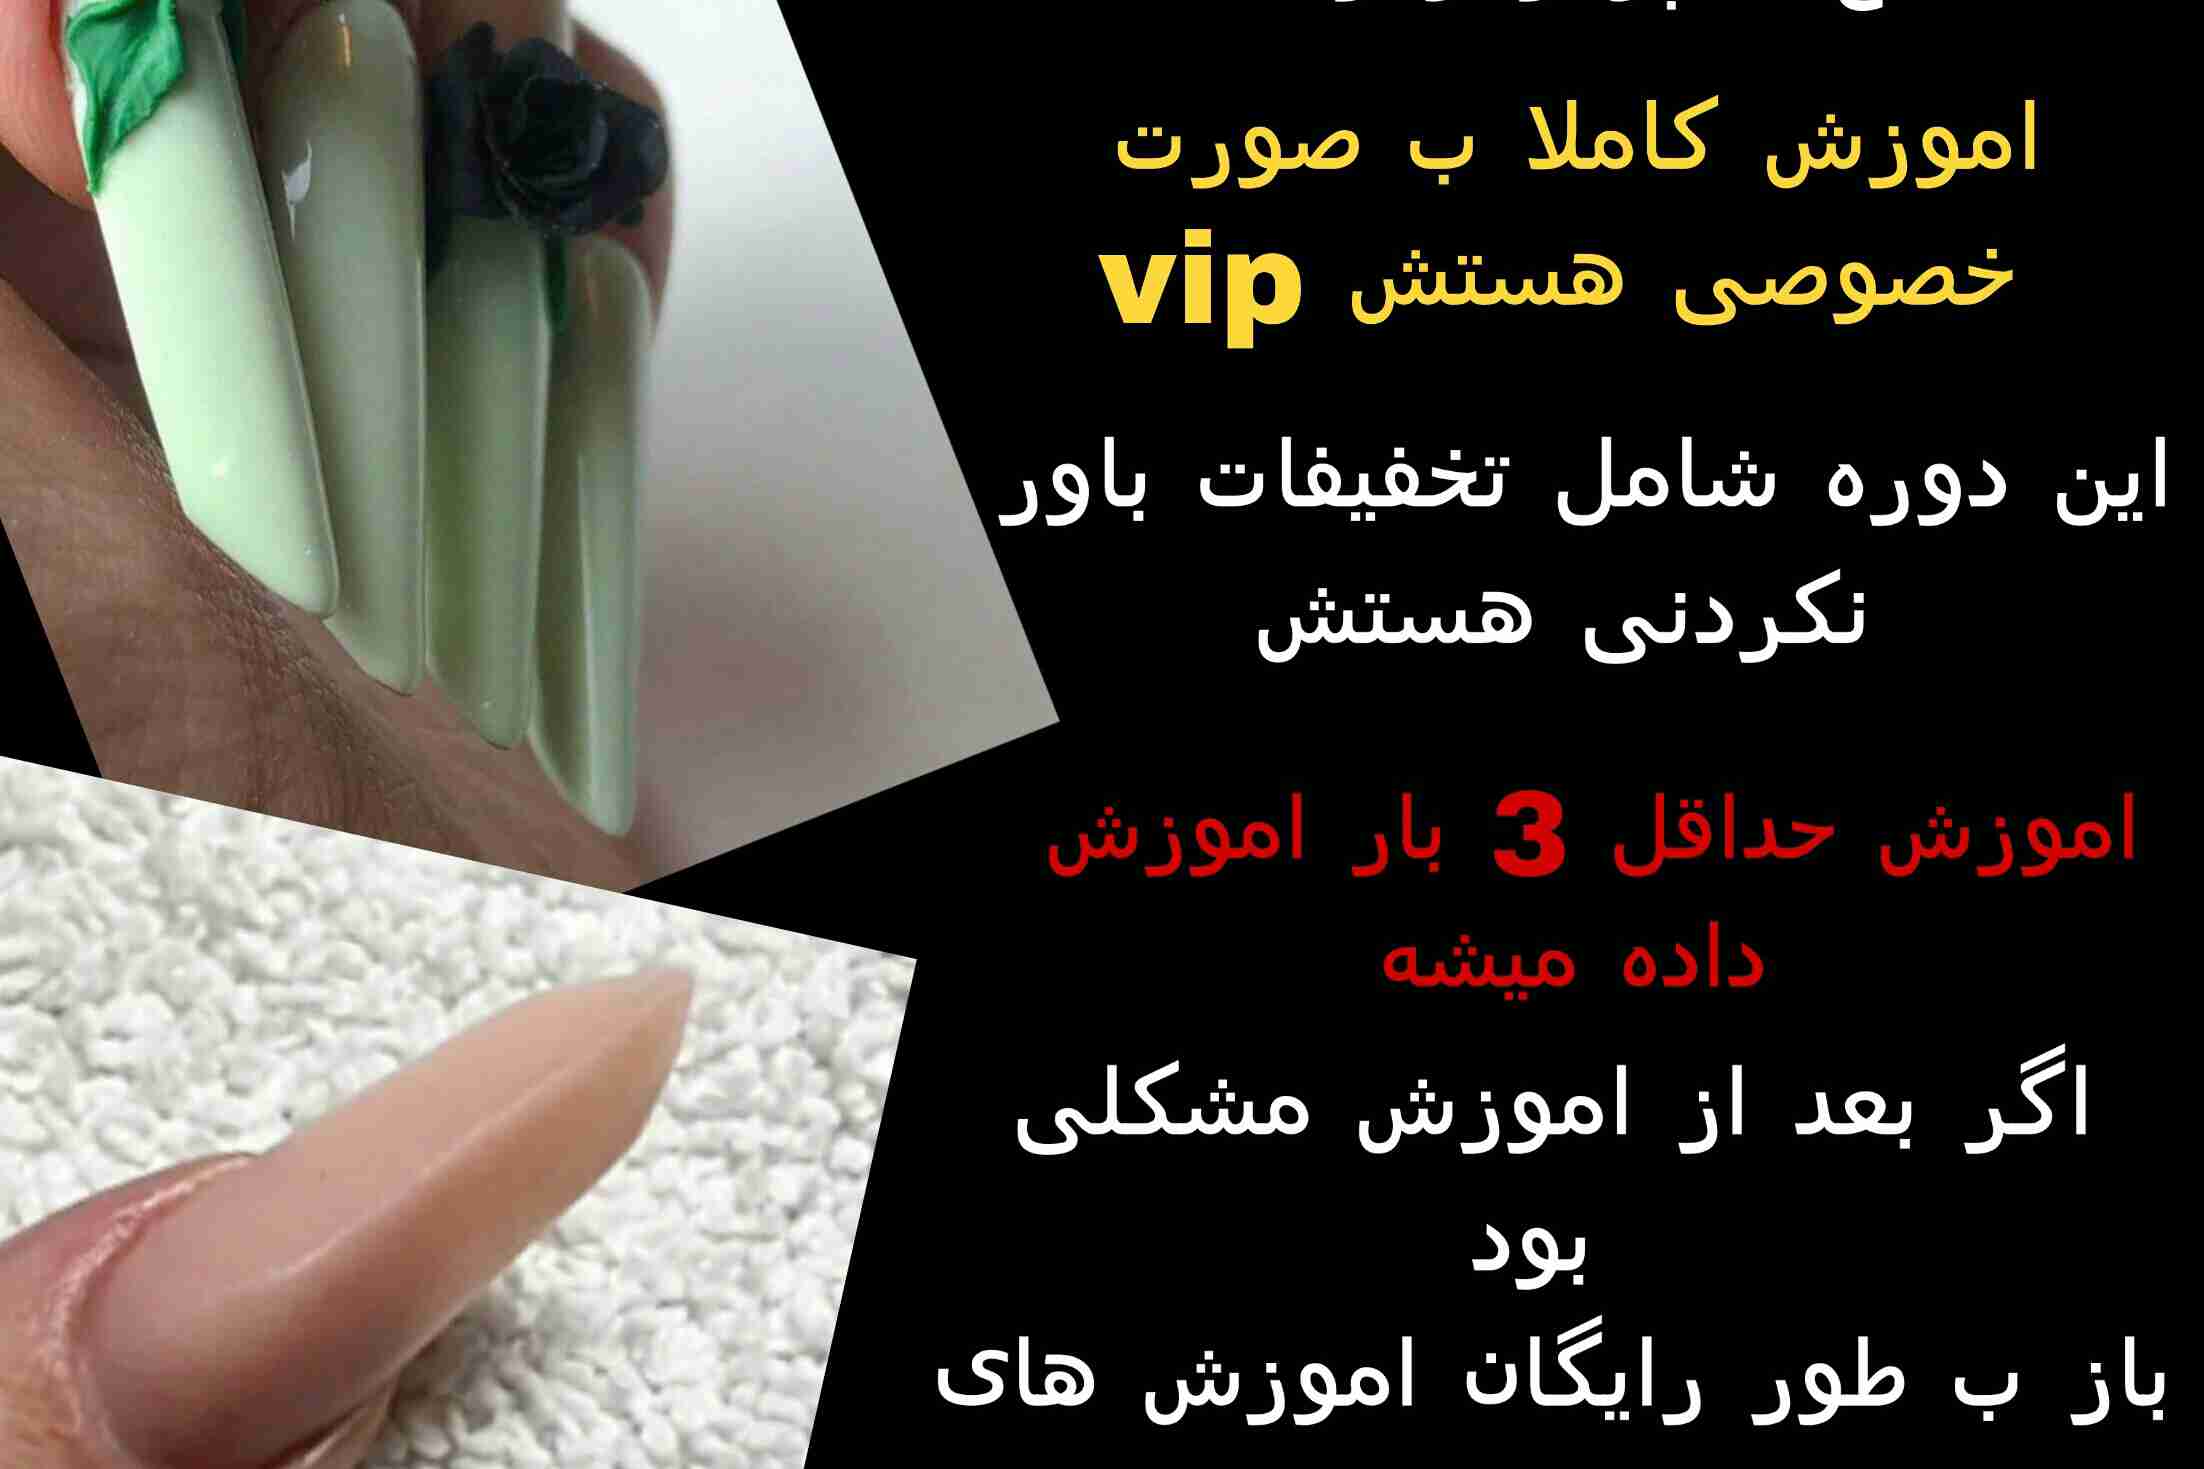 اموزش کاملا ب صورت
خصوصی هستش vip
این دوره شامل تخفیفات باور
نکردنی هستش
اموزش حداقل 3 بار اموزش
داده میشه
اگر بعد از اموزش مشکلی
بود
باز ب طور رایگان اموزش های